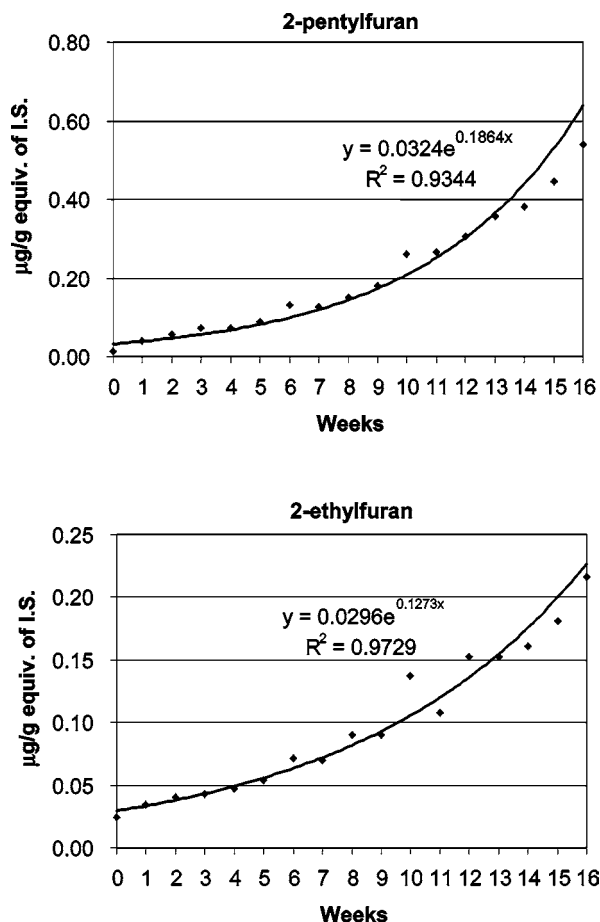 2-pentylfuran
0.80
0.60
0.40
0.20
0.00
µg/g equiv. of I.S.
y = 0.0324e^0.1864x
R² = 0.9344
0 1 2 3 4 5 6 7 8 9 10 11 12 13 14 15 16
Weeks
2-ethylfuran
0.25
0.20
0.15
0.10
0.05
0.00
µg/g equiv. of I.S.
y = 0.0296e^0.1273x
R² = 0.9729
0 1 2 3 4 5 6 7 8 9 10 11 12 13 14 15 16
Weeks